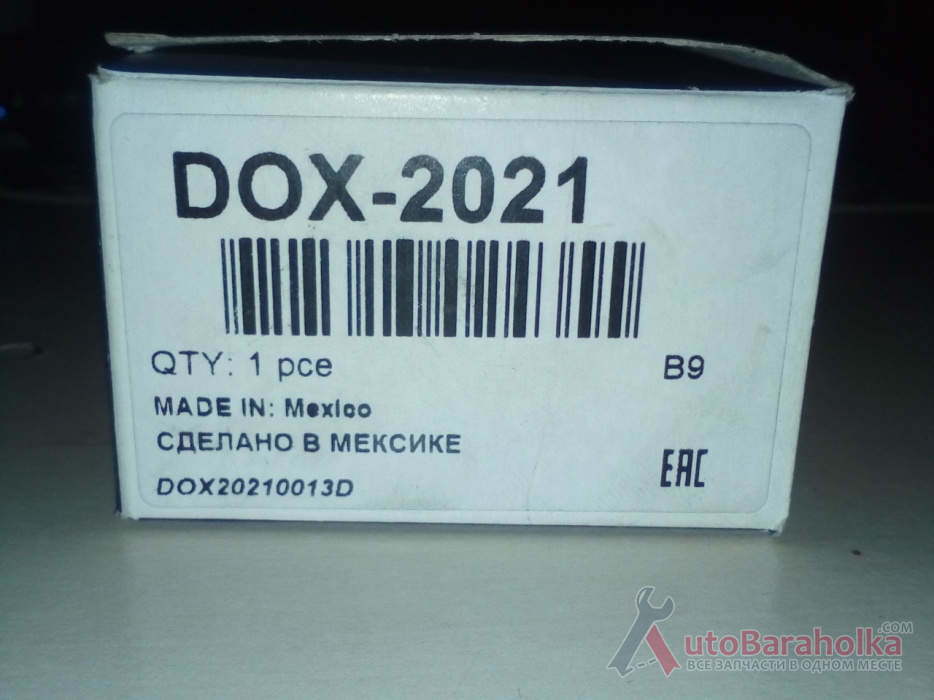 DOX-2021
QTY: 1 pce
B9
MADE IN: Mexico
СДЕЛАНО В МЕКСИКЕ
DOX20210013D
EAC
AutoBaraholka.COM
ВСЕ ЗАПЧАСТИ В ОДНОМ МЕСТЕ